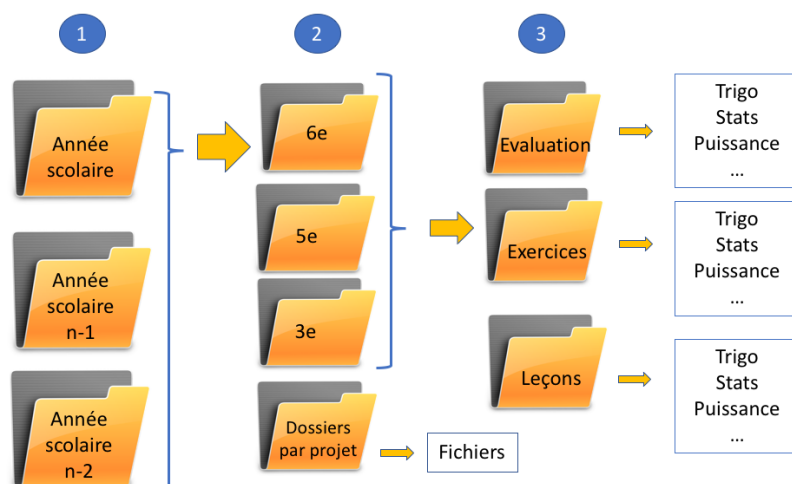 1
2
3
Année
scolaire
Année
scolaire
n-1
Année
scolaire
n-2
6e
5e
3e
Dossiers
par projet
Fichiers
Evaluation
Exercices
Leçons
Trigo
Stats
Puissance
...
Trigo
Stats
Puissance
...
Trigo
Stats
Puissance
...